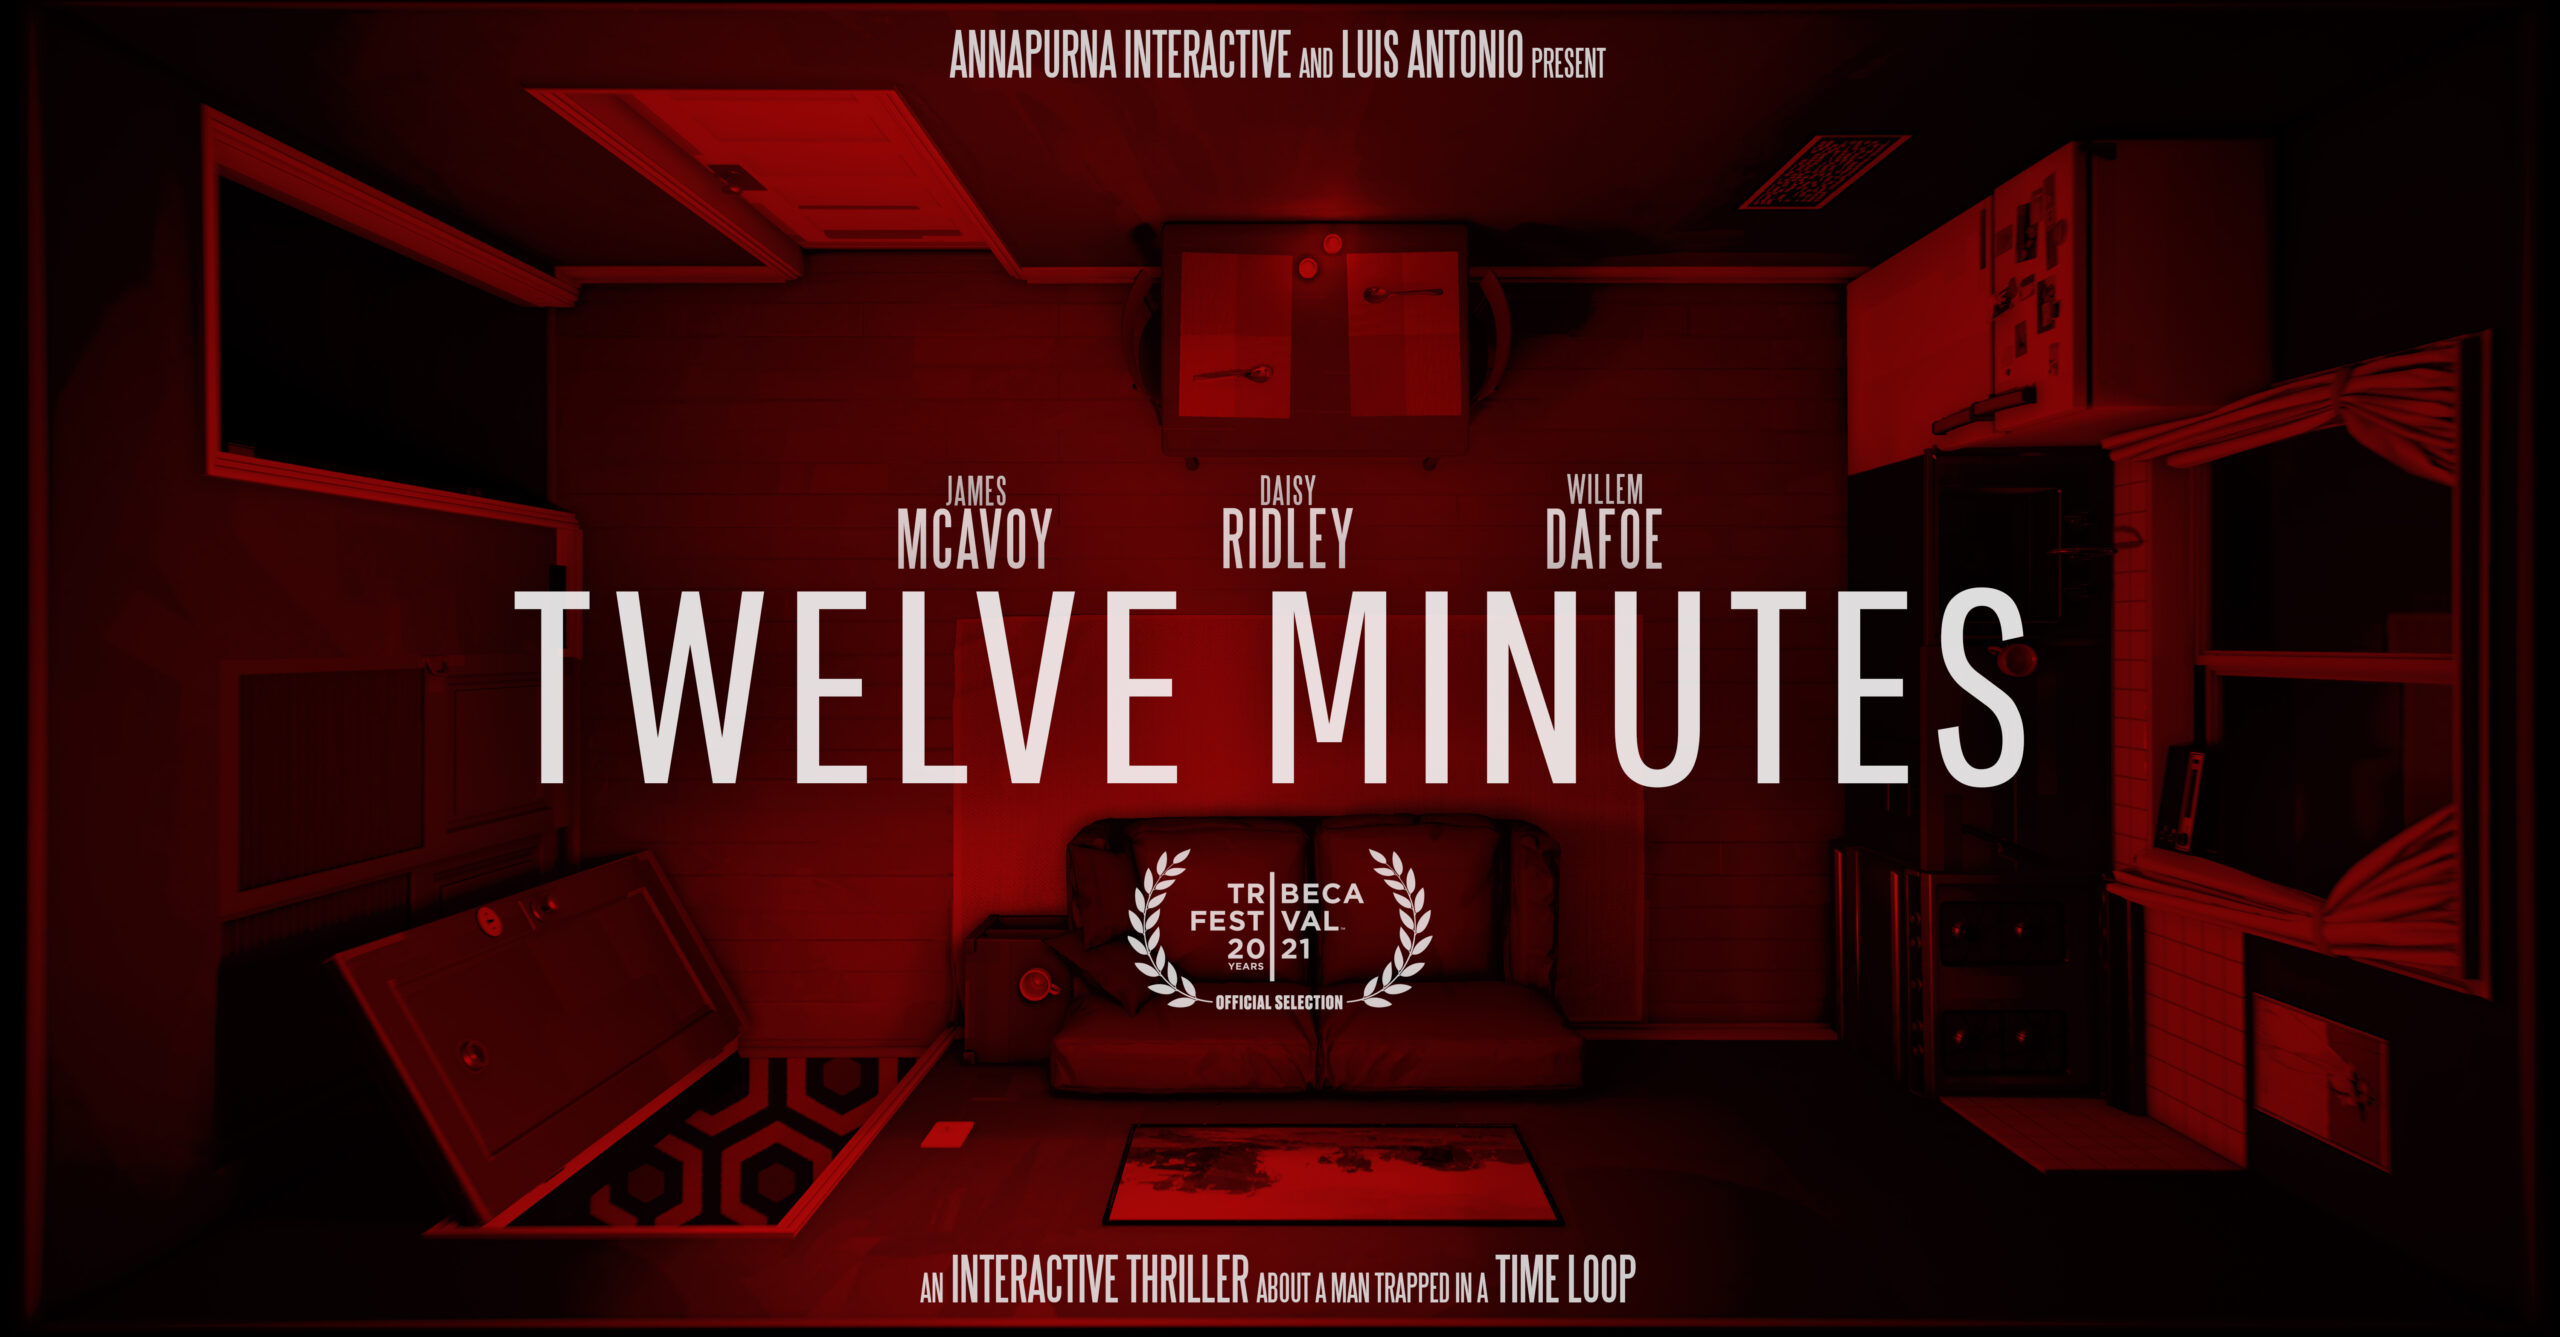 ANNAPURNA INTERACTIVE AND LUIS ANTONIO PRESENT
JAMES MCAVOY
DAISY RIDLEY
WILLEM DAFOE
TWELVE MINUTES
TRIBECA
FESTIVAL™
2021
YEARS
OFFICIAL SELECTION
AN INTERACTIVE THRILLER ABOUT A MAN TRAPPED IN A TIME LOOP